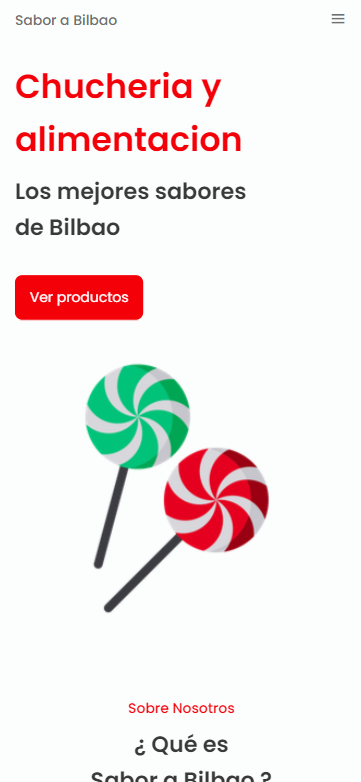 Sabor a Bilbao
Chucheria y
alimentacion
Los mejores sabores
de Bilbao
Ver productos
Sobre Nosotros
¿ Qué es
Sabor a Bilbao ?